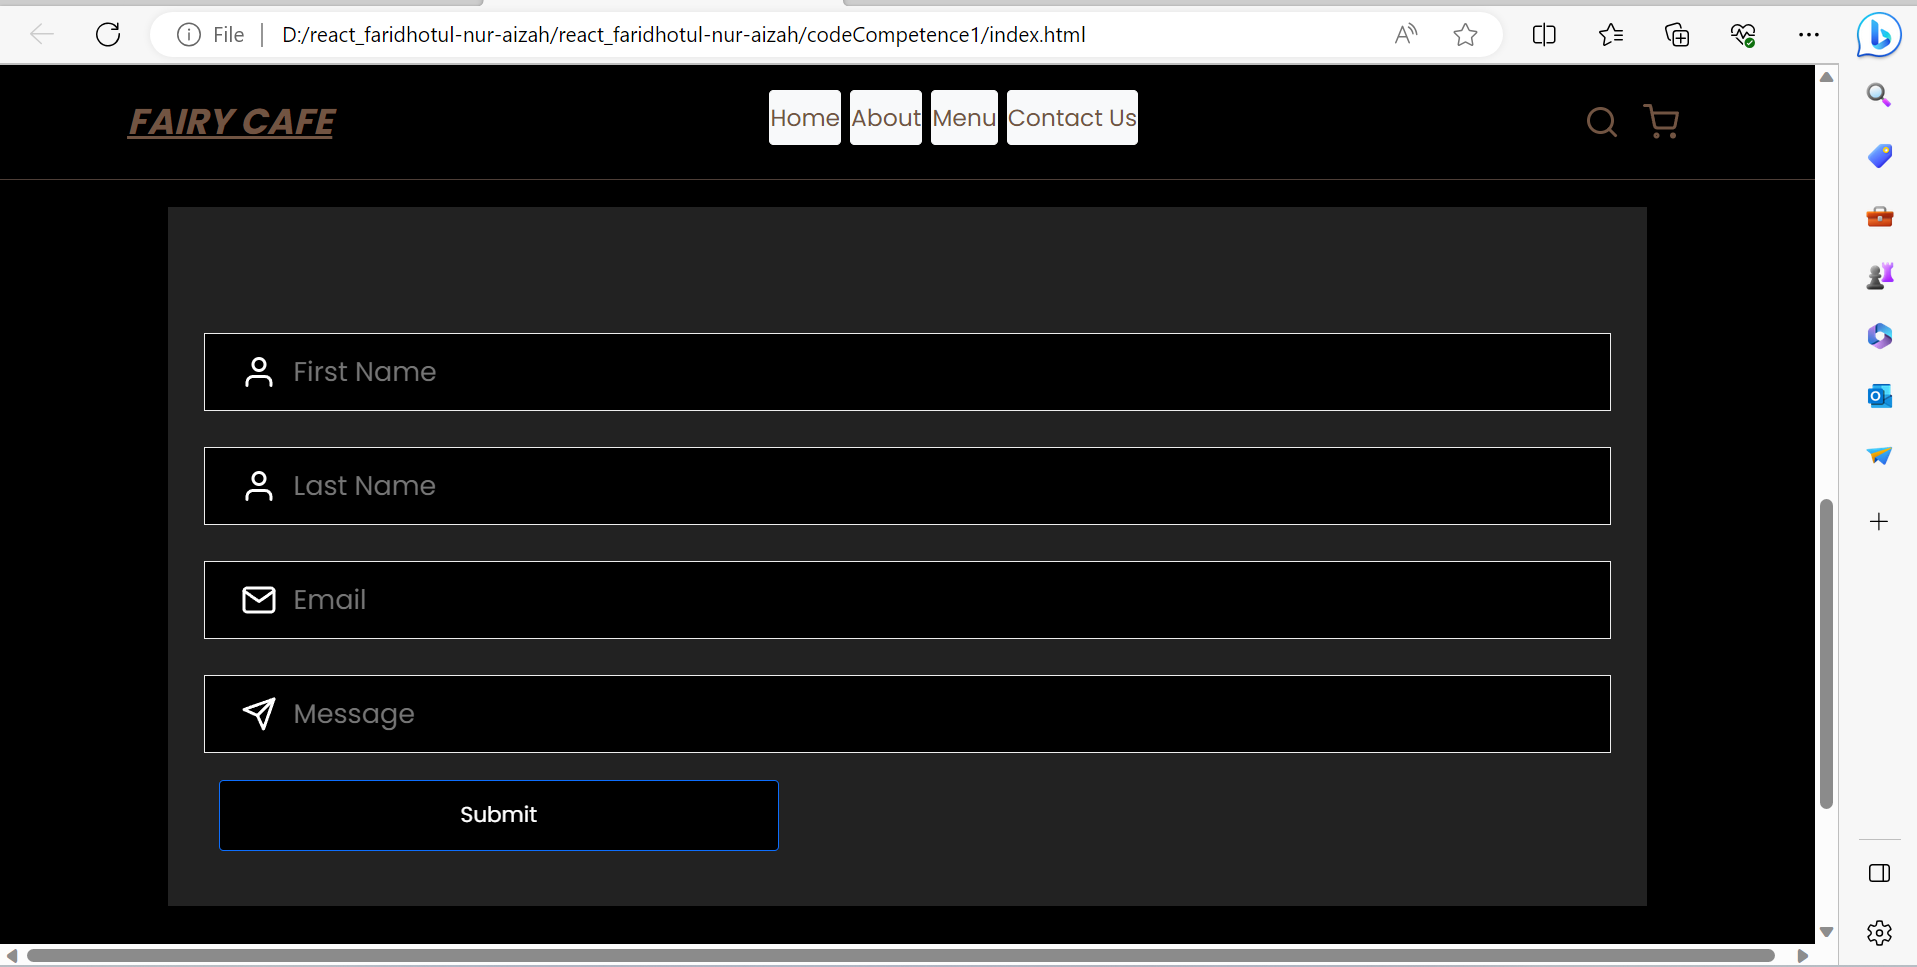 File D:/react_faridhotul-nur-aizah/react_faridhotul-nur-aizah/codeCompetence1/index.html
FAIRY CAFE Home About Menu Contact Us
First Name
Last Name
Email
Message
Submit